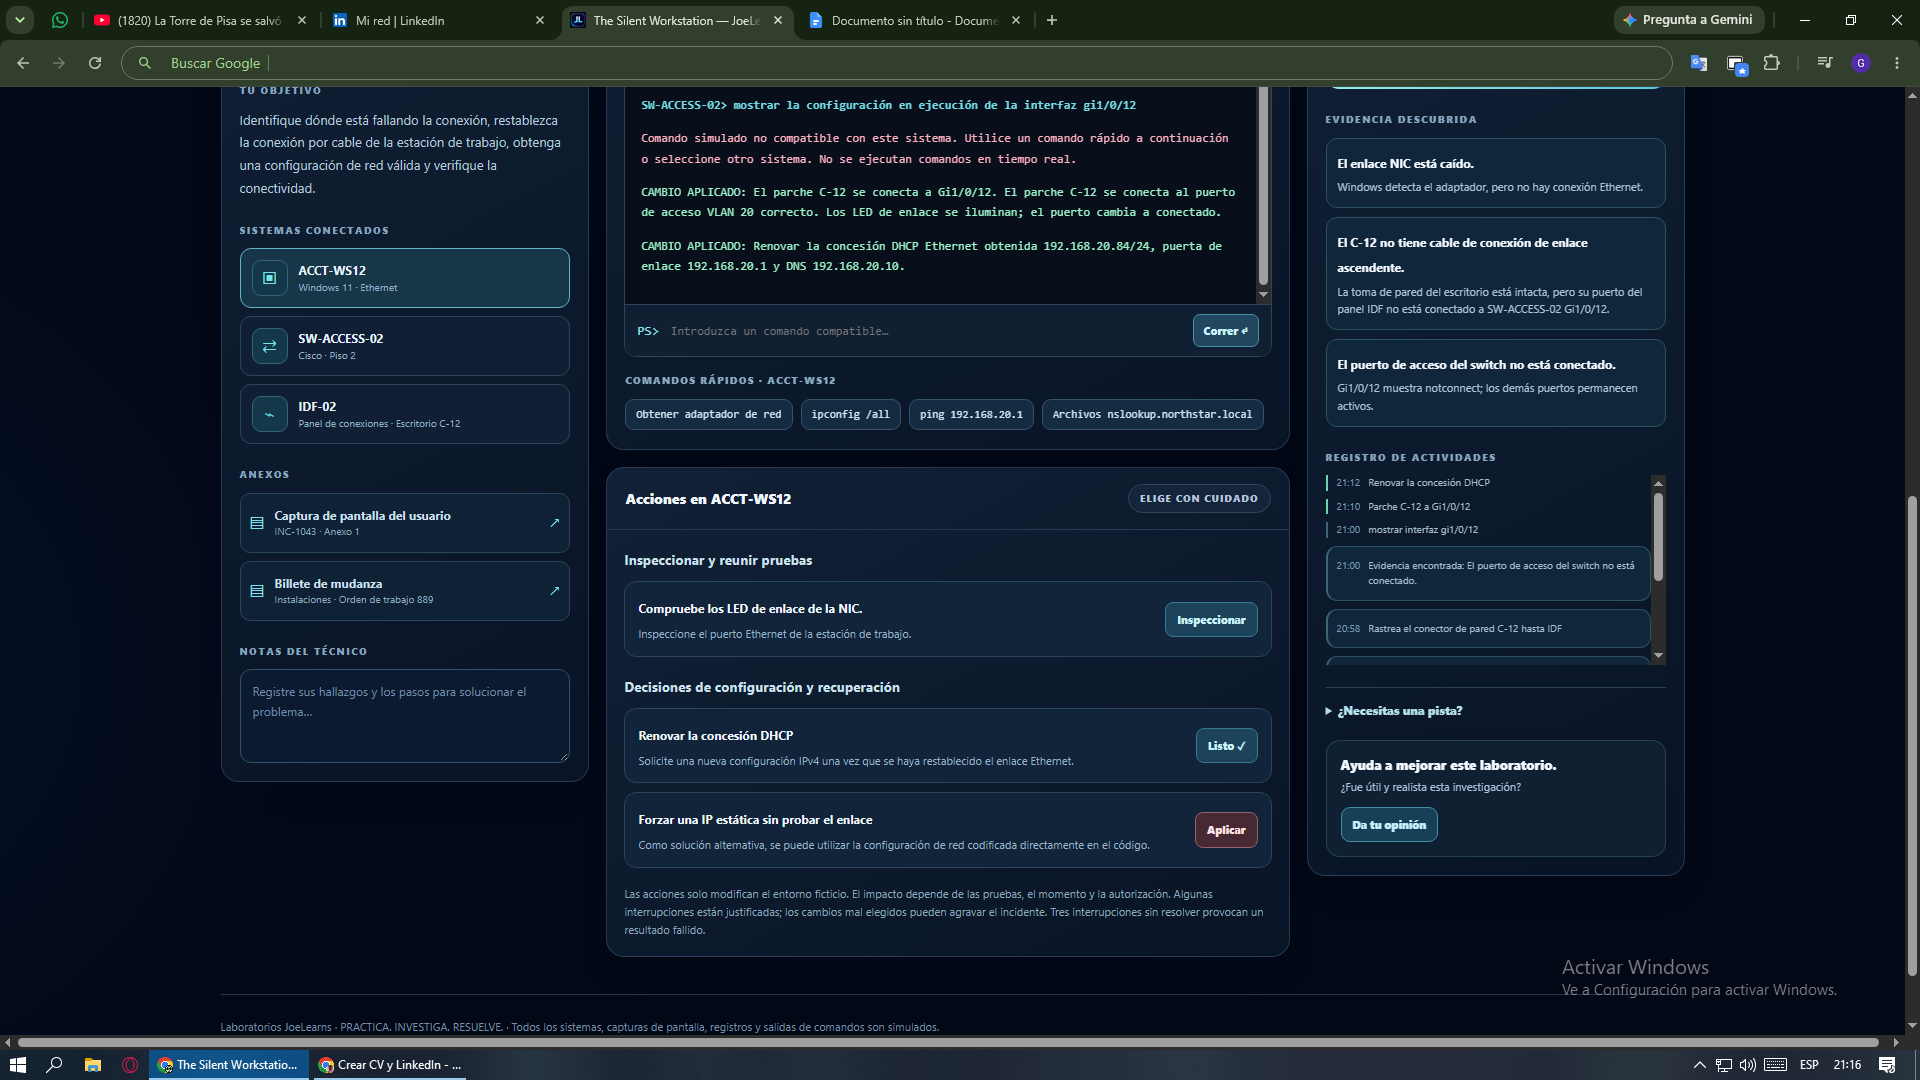 (1820) La Torre de Pisa se salvó
Mi red | LinkedIn
The Silent Workstation — JoeLe
Documento sin título - Docume
Pregunta a Gemini
Buscar Google
G
TU OBJETIVO
Identifique dónde está fallando la conexión, restablezca
la conexión por cable de la estación de trabajo, obtenga
una configuración de red válida y verifique la
conectividad.
SISTEMAS CONECTADOS
ACCT-WS12
Windows 11 · Ethernet
SW-ACCESS-02
Cisco · Piso 2
IDF-02
Panel de conexiones · Escritorio C-12
ANEXOS
Captura de pantalla del usuario
INC-1043 · Anexo 1
Billete de mudanza
Instalaciones · Orden de trabajo 889
NOTAS DEL TÉCNICO
Registre sus hallazgos y los pasos para solucionar el
problema...
SW-ACCESS-02> mostrar la configuración en ejecución de la interfaz gi1/0/12
Comando simulado no compatible con este sistema. Utilice un comando rápido a continuación
o seleccione otro sistema. No se ejecutan comandos en tiempo real.
CAMBIO APLICADO: El parche C-12 se conecta a Gi1/0/12. El parche C-12 se conecta al puerto
de acceso VLAN 20 correcto. Los LED de enlace se iluminan; el puerto cambia a conectado.
CAMBIO APLICADO: Renovar la concesión DHCP Ethernet obtenida 192.168.20.84/24, puerta de
enlace 192.168.20.1 y DNS 192.168.20.10.
PS> Introduzca un comando compatible…
Correr ↲
COMANDOS RÁPIDOS · ACCT-WS12
Obtener adaptador de red
ipconfig /all
ping 192.168.20.1
Archivos nslookup.northstar.local
Acciones en ACCT-WS12
ELIGE CON CUIDADO
Inspeccionar y reunir pruebas
Compruebe los LED de enlace de la NIC.
Inspeccione el puerto Ethernet de la estación de trabajo.
Inspeccionar
Decisiones de configuración y recuperación
Renovar la concesión DHCP
Solicite una nueva configuración IPv4 una vez que se haya restablecido el enlace Ethernet.
Listo ✓
Forzar una IP estática sin probar el enlace
Como solución alternativa, se puede utilizar la configuración de red codificada directamente en el código.
Aplicar
Las acciones solo modifican el entorno ficticio. El impacto depende de las pruebas, el momento y la autorización. Algunas
interrupciones están justificadas; los cambios mal elegidos pueden agravar el incidente. Tres interrupciones sin resolver provocan un
resultado fallido.
EVIDENCIA DESCUBRIDA
El enlace NIC está caído.
Windows detecta el adaptador, pero no hay conexión Ethernet.
El C-12 no tiene cable de conexión de enlace
ascendente.
La toma de pared del escritorio está intacta, pero su puerto del
panel IDF no está conectado a SW-ACCESS-02 Gi1/0/12.
El puerto de acceso del switch no está conectado.
Gi1/0/12 muestra notconnect; los demás puertos permanecen
activos.
REGISTRO DE ACTIVIDADES
21:12 Renovar la concesión DHCP
21:10 Parche C-12 a Gi1/0/12
21:00 mostrar interfaz gi1/0/12
21:00 Evidencia encontrada: El puerto de acceso del switch no está
conectado.
20:58 Rastrea el conector de pared C-12 hasta IDF
¿Necesitas una pista?
Ayuda a mejorar este laboratorio.
¿Fue útil y realista esta investigación?
Da tu opinión
Activar Windows
Ve a Configuración para activar Windows.
Laboratorios JoeLearns · PRACTICA. INVESTIGA. RESUELVE. · Todos los sistemas, capturas de pantalla, registros y salidas de comandos son simulados.
The Silent Workstatio...
Crear CV y LinkedIn - ...
ESP
21:16